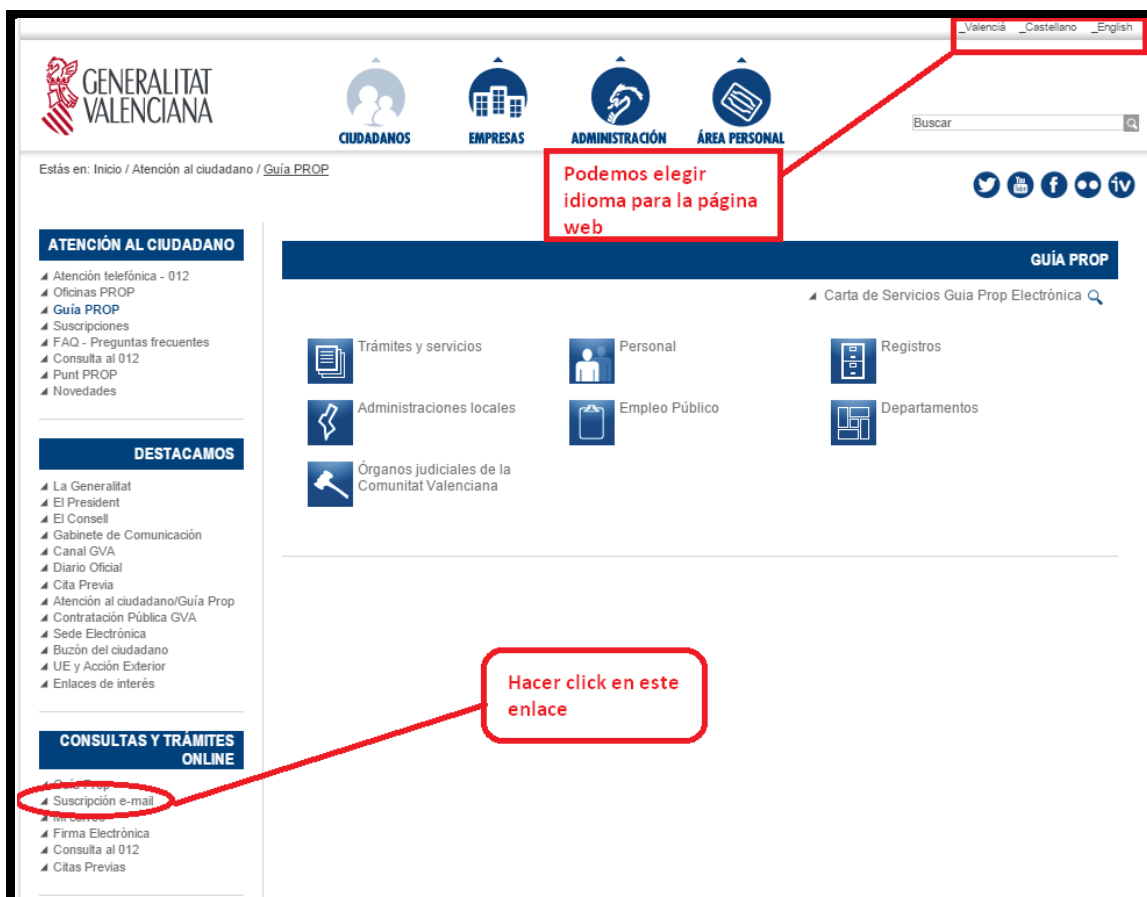 _Valencià _Castellano _English
GENERALITAT
VALENCIANA
CIUDADANOS
EMPRESAS
ADMINISTRACIÓN
ÁREA PERSONAL
Buscar
Estás en: Inicio / Atención al ciudadano / Guía PROP
Podemos elegir
idioma para la página
web
You
Tube
f
iv
ATENCIÓN AL CIUDADANO
Atención telefónica - 012
Oficinas PROP
Guía PROP
Suscripciones
FAQ - Preguntas frecuentes
Consulta al 012
Punt PROP
Novedades
GUÍA PROP
Carta de Servicios Guia Prop Electrónica
Trámites y servicios
Personal
Registros
Administraciones locales
Empleo Público
Departamentos
Órganos judiciales de la
Comunitat Valenciana
DESTACAMOS
La Generalitat
El President
El Consell
Gabinete de Comunicación
Canal GVA
Diario Oficial
Cita Previa
Atención al ciudadano/Guía Prop
Contratación Pública GVA
Sede Electrónica
Buzón del ciudadano
UE y Acción Exterior
Enlaces de interés
Hacer click en este
enlace
CONSULTAS Y TRÁMITES
ONLINE
Guía Prop
Suscripción e-mail
Firma Electrónica
Consulta al 012
Citas Previas